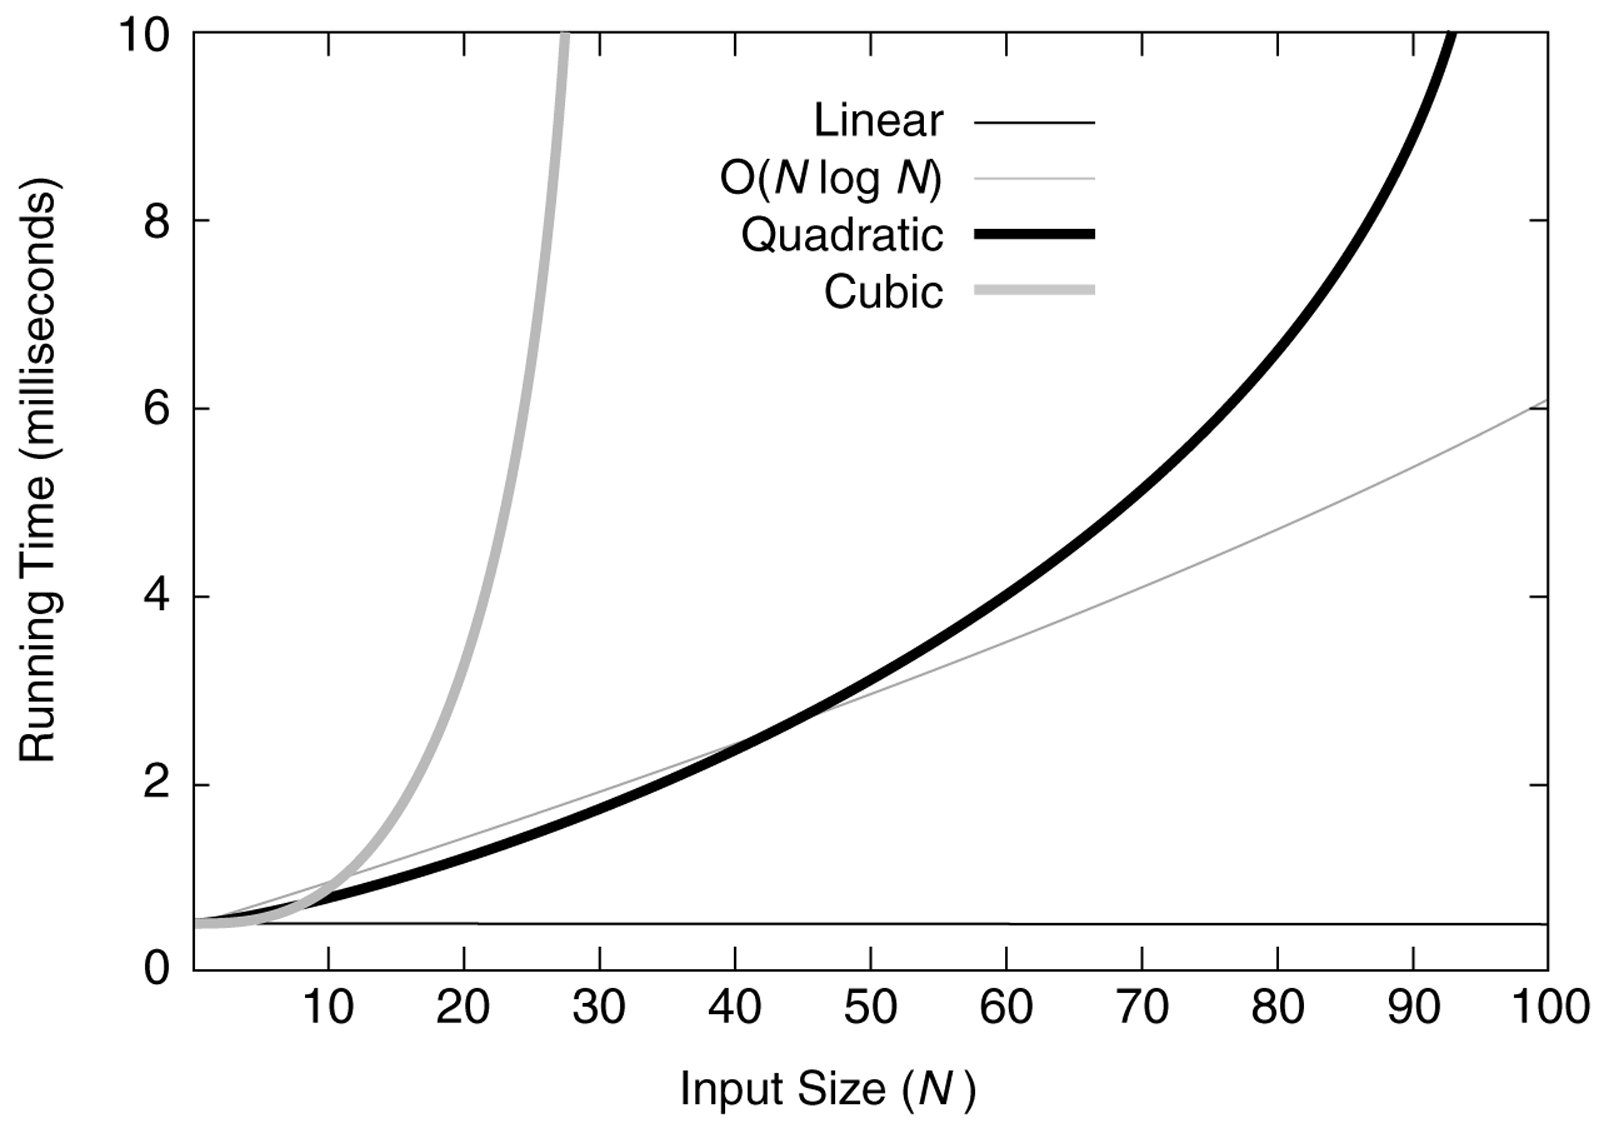 10
8
6
4
2
0
Running Time (milliseconds)
Linear
O(N log N)
Quadratic
Cubic
10 20 30 40 50 60 70 80 90 100
Input Size (N)